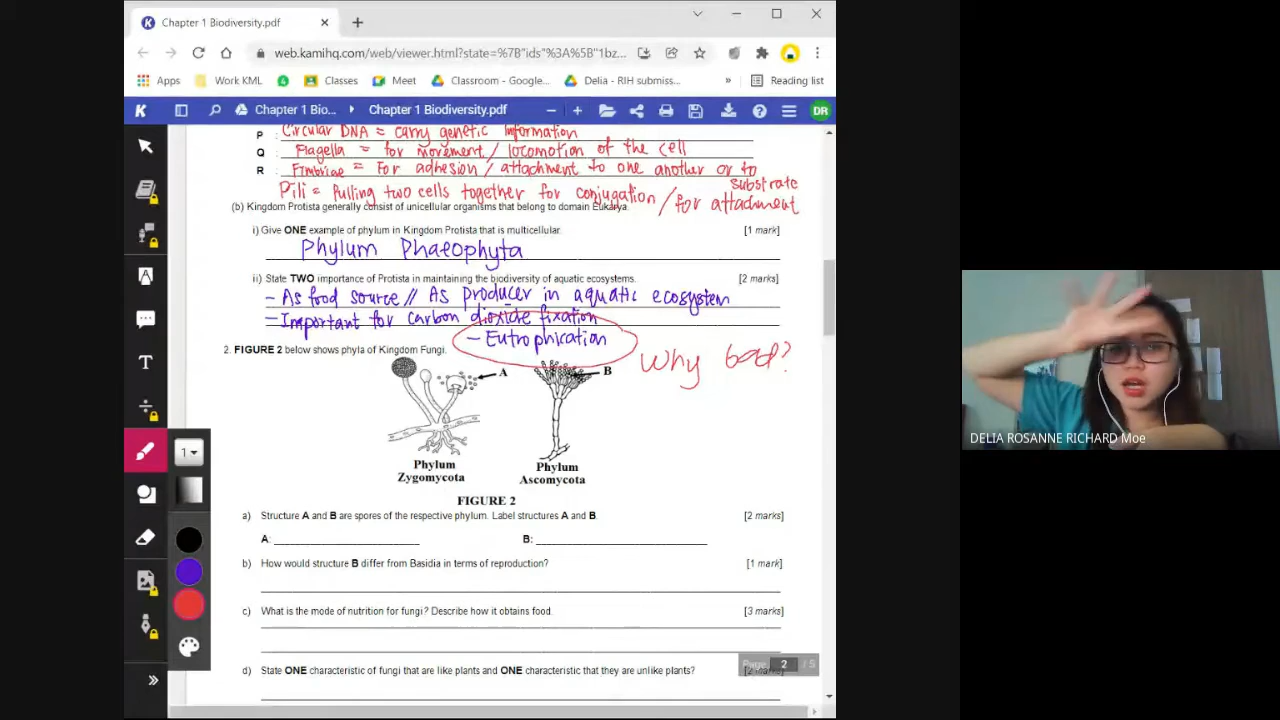 Chapter 1 Biodiversity.pdf
web.kamihq.com/web/viewer.html?state=%7B"ids"%3A%5B"1bz...
Apps Work KML Classes Meet Classroom - Google... Delia - RIH submiss... » Reading list
K Chapter 1 Bio... Chapter 1 Biodiversity.pdf DR
P : Circular DNA = carry genetic information
Q : Flagella = for movement / locomotion of the cell
R : Fimbriae = For adhesion / attachment to one another or to
substrate
Pili = pulling two cells together for conjugation / for attachment
(b) Kingdom Protista generally consist of unicellular organisms that belong to domain Eukarya.
i) Give ONE example of phylum in Kingdom Protista that is multicellular. [1 mark]
Phylum Phaeophyta
ii) State TWO importance of Protista in maintaining the biodiversity of aquatic ecosystems. [2 marks]
- As food source // As producer in aquatic ecosystem
- Important for carbon dioxide fixation
- Eutrophication
2. FIGURE 2 below shows phyla of Kingdom Fungi.
Why bad?
A
B
Phylum
Zygomycota
Phylum
Ascomycota
FIGURE 2
a) Structure A and B are spores of the respective phylum. Label structures A and B. [2 marks]
A: B:
b) How would structure B differ from Basidia in terms of reproduction? [1 mark]
c) What is the mode of nutrition for fungi? Describe how it obtains food. [3 marks]
d) State ONE characteristic of fungi that are like plants and ONE characteristic that they are unlike plants? [2 marks]
Page 2 / 5
1
T
DELIA ROSANNE RICHARD Moe